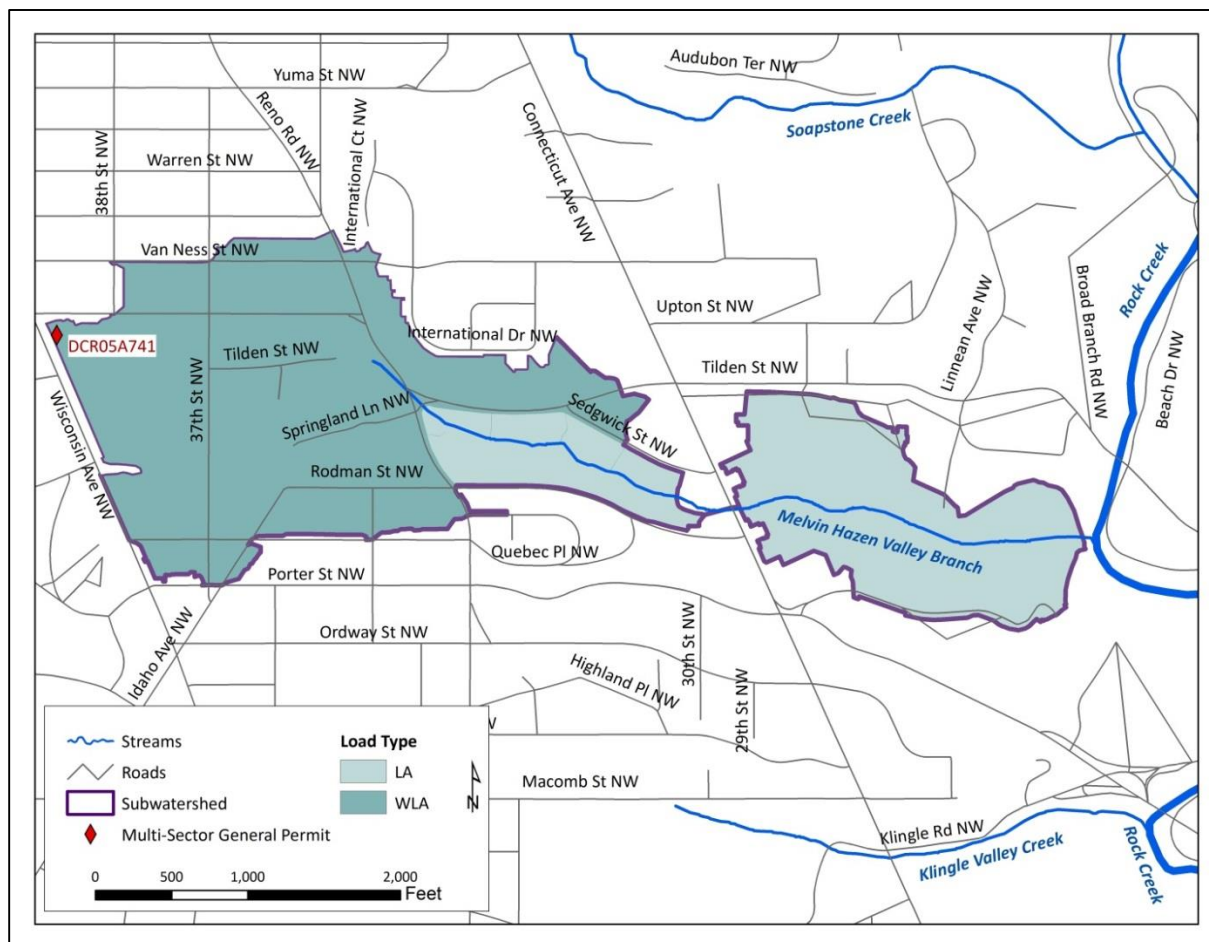 Audubon Ter NW
Yuma St NW
Soapstone Creek
Reno Rd NW
International Ct NW
Connecticut Ave NW
38th St NW
Warren St NW
Van Ness St NW
Rock Creek
Broad Branch Rd NW
Linnean Ave NW
Beach Dr NW
Upton St NW
International Dr NW
DCR05A741
Tilden St NW
Tilden St NW
Wisconsin Ave NW
37th St NW
Springland Ln NW
Sedgwick St NW
Rodman St NW
Melvin Hazen Valley Branch
Quebec Pl NW
Porter St NW
Idaho Ave NW
Ordway St NW
30th St NW
Highland Pl NW
29th St NW
Macomb St NW
Klingle Rd NW
Klingle Valley Creek
Rock Creek
Streams
Roads
Subwatershed
Multi-Sector General Permit
Load Type
LA
WLA
N
0 500 1,000 2,000
Feet